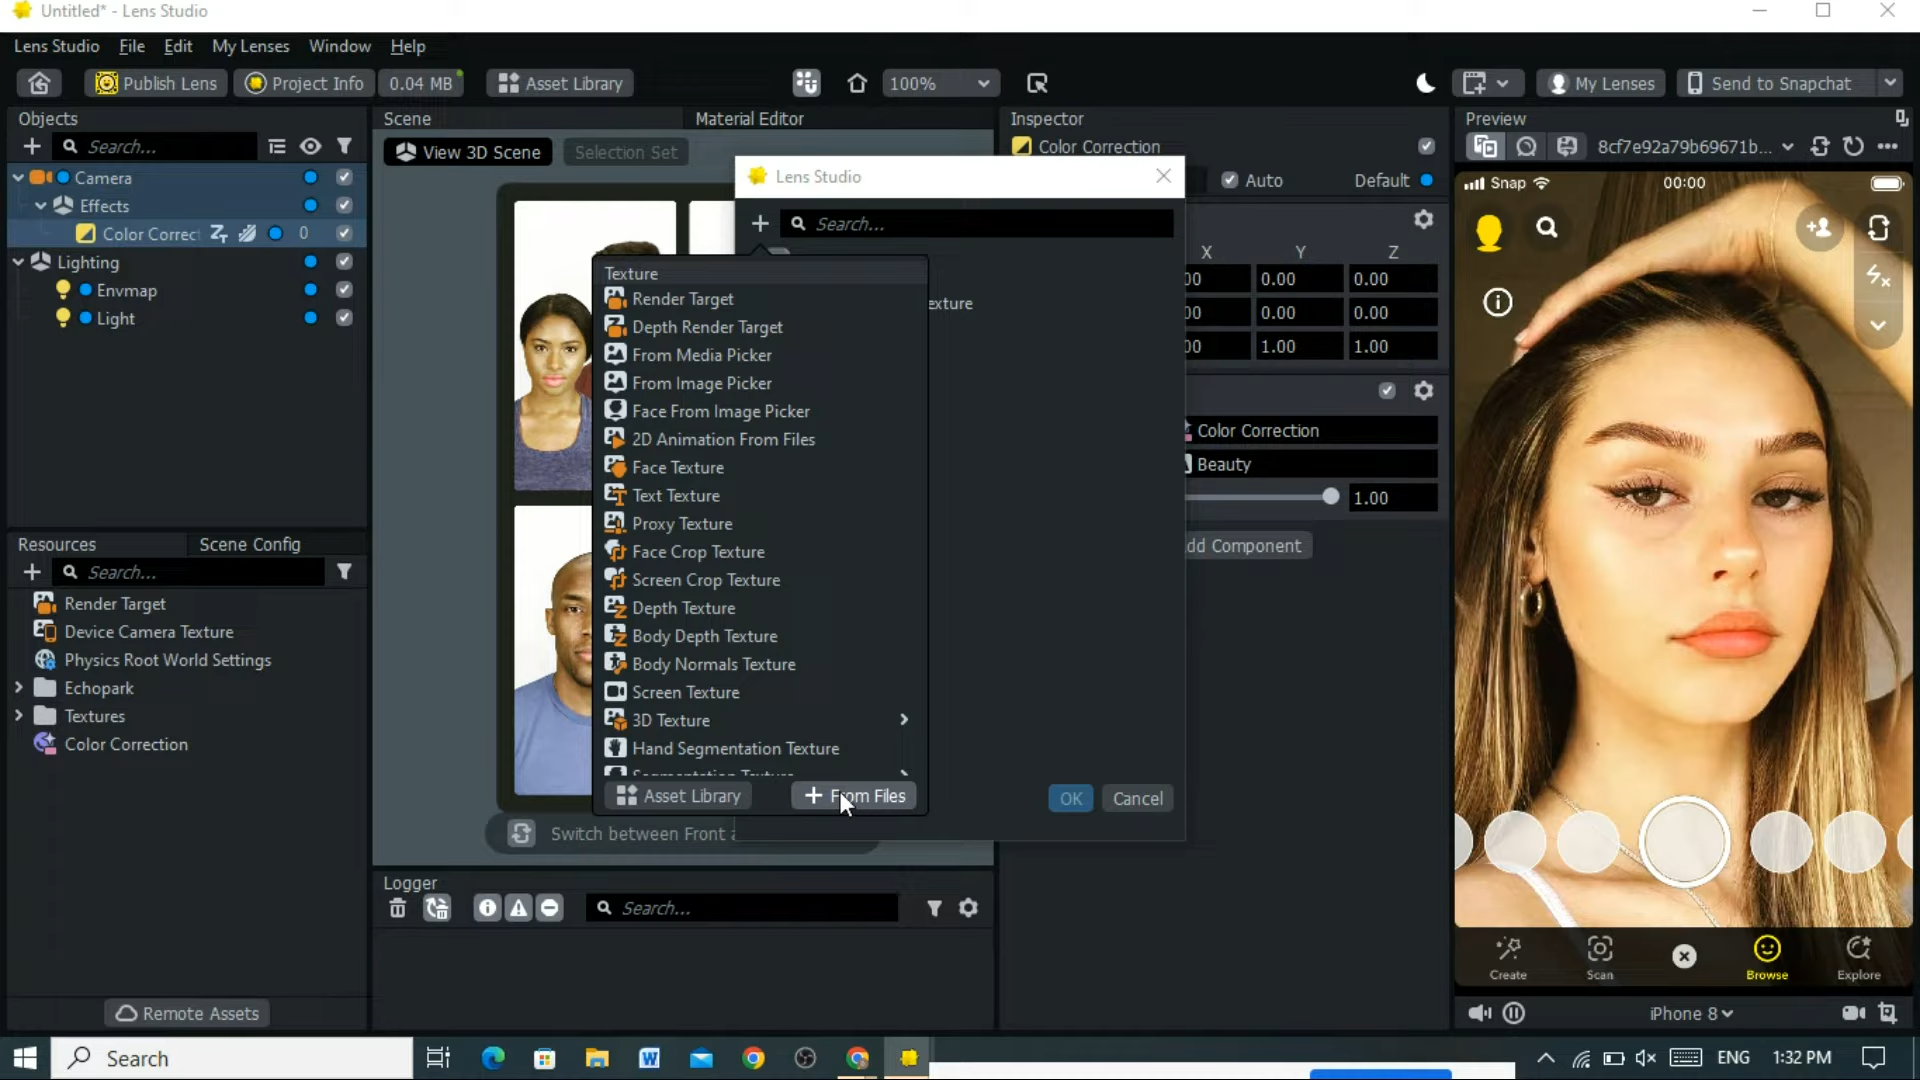 Untitled* - Lens Studio
Lens Studio File Edit My Lenses Window Help
Publish Lens Project Info 0.04 MB Asset Library 100% My Lenses Send to Snapchat
Objects
Search...
Camera
Effects
Color Correc 0
Lighting
Envmap
Light
Resources Scene Config
Search...
Render Target
Device Camera Texture
Physics Root World Settings
Echopark
Textures
Color Correction
Remote Assets
Scene Material Editor
View 3D Scene Selection Set
Lens Studio
Search...
exture
Texture
Render Target
Depth Render Target
From Media Picker
From Image Picker
Face From Image Picker
2D Animation From Files
Face Texture
Text Texture
Proxy Texture
Face Crop Texture
Screen Crop Texture
Depth Texture
Body Depth Texture
Body Normals Texture
Screen Texture
3D Texture
Hand Segmentation Texture
Segmentation Texture
Asset Library From Files
OK Cancel
Switch between Front a
Logger
Search...
Inspector
Color Correction
Auto Default
X Y Z
00 0.00 0.00
00 0.00 0.00
00 1.00 1.00
Color Correction
Beauty
1.00
dd Component
Preview
8cf7e92a79b69671b...
Snap 00:00
Create Scan Browse Explore
iPhone 8
Search
ENG 1:32 PM